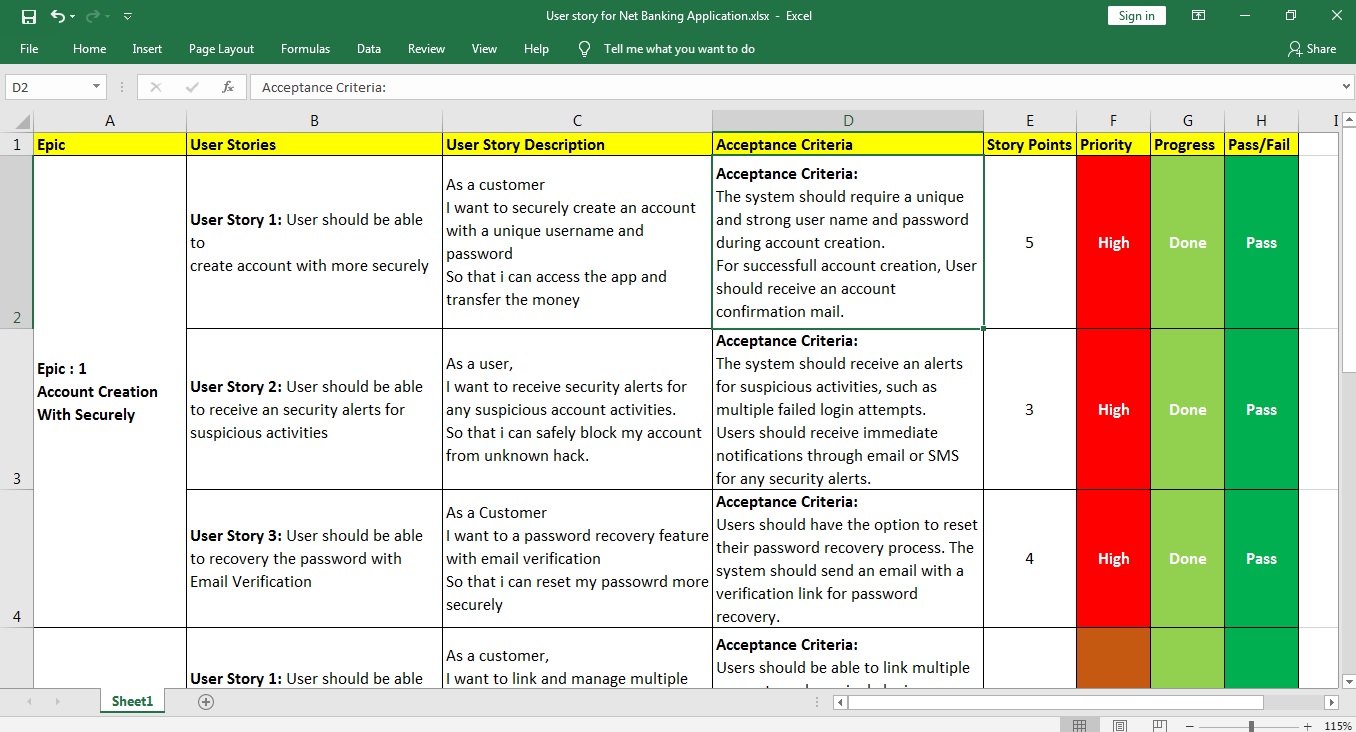 User story for Net Banking Application.xlsx - Excel
Sign in
File Home Insert Page Layout Formulas Data Review View Help Tell me what you want to do Share
D2 fx Acceptance Criteria:
A B C D E F G H I
1 Epic User Stories User Story Description Acceptance Criteria Story Points Priority Progress Pass/Fail
2
3
4
Epic : 1
Account Creation
With Securely
User Story 1: User should be able
to
create account with more securely
As a customer
I want to securely create an account
with a unique username and
password
So that i can access the app and
transfer the money
Acceptance Criteria:
The system should require a unique
and strong user name and password
during account creation.
For successfull account creation, User
should receive an account
confirmation mail.
5 High Done Pass
User Story 2: User should be able
to receive an security alerts for
suspicious activities
As a user,
I want to receive security alerts for
any suspicious account activities.
So that i can safely block my account
from unknown hack.
Acceptance Criteria:
The system should receive an alerts
for suspicious activities, such as
multiple failed login attempts.
Users should receive immediate
notifications through email or SMS
for any security alerts.
3 High Done Pass
User Story 3: User should be able
to recovery the password with
Email Verification
As a Customer
I want to a password recovery feature
with email verification
So that i can reset my passowrd more
securely
Acceptance Criteria:
Users should have the option to reset
their password recovery process. The
system should send an email with a
verification link for password
recovery.
4 High Done Pass
User Story 1: User should be able
As a customer,
I want to link and manage multiple
Acceptance Criteria:
Users should be able to link multiple
Sheet1
115%